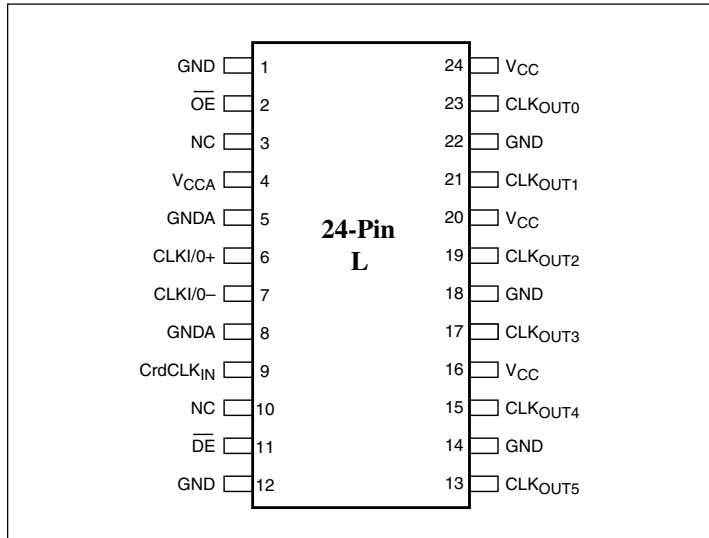 GND 1 24 VCC
OE 2 23 CLKOUT0
NC 3 22 GND
VCCA 4 21 CLKOUT1
GNDA 5 20 VCC
24-Pin
L
CLKI/0+ 6 19 CLKOUT2
CLKI/0– 7 18 GND
GNDA 8 17 CLKOUT3
CrdCLKIN 9 16 VCC
NC 10 15 CLKOUT4
DE 11 14 GND
GND 12 13 CLKOUT5